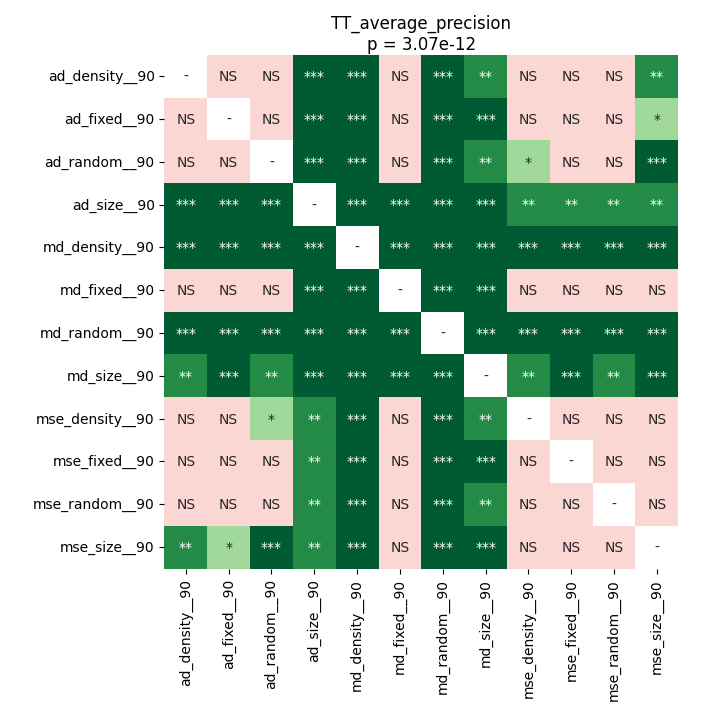 TT_average_precision
p = 3.07e-12
ad_density__90 - NS NS *** *** NS *** ** NS NS NS **
ad_fixed__90 NS - NS *** *** NS *** *** NS NS NS *
ad_random__90 NS NS - *** *** NS *** ** * NS NS ***
ad_size__90 *** *** *** - *** *** *** *** ** ** ** **
md_density__90 *** *** *** *** - *** *** *** *** *** *** ***
md_fixed__90 NS NS NS *** *** - *** *** NS NS NS NS
md_random__90 *** *** *** *** *** *** - *** *** *** *** ***
md_size__90 ** *** ** *** *** *** *** - ** *** ** ***
mse_density__90 NS NS * ** *** NS *** ** - NS NS NS
mse_fixed__90 NS NS NS ** *** NS *** *** NS - NS NS
mse_random__90 NS NS NS ** *** NS *** ** NS NS - NS
mse_size__90 ** * *** ** *** NS *** *** NS NS NS -
ad_density__90 ad_fixed__90 ad_random__90 ad_size__90 md_density__90 md_fixed__90 md_random__90 md_size__90 mse_density__90 mse_fixed__90 mse_random__90 mse_size__90